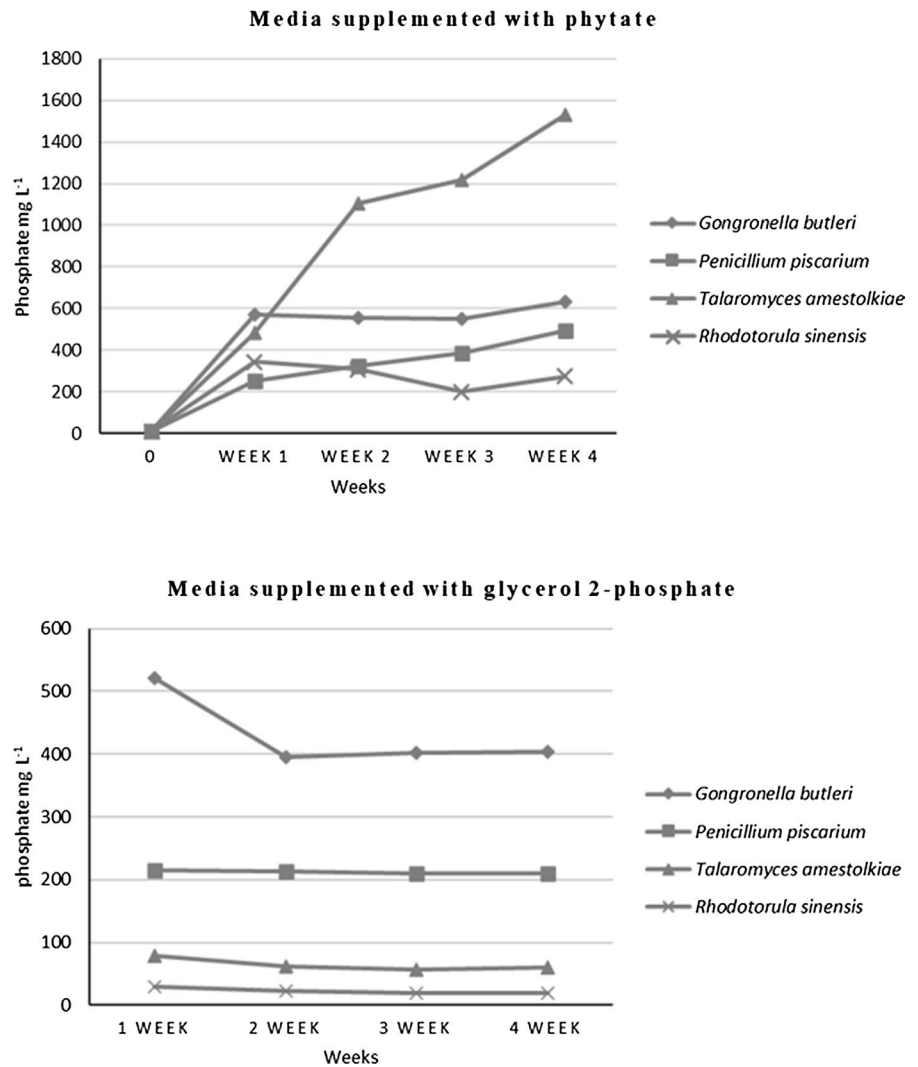 Media supplemented with phytate
1800
1600
1400
1200
1000
800
600
400
200
0
Phosphate mg L-1
0 WEEK 1 WEEK 2 WEEK 3 WEEK 4
Weeks
Gongronella butleri
Penicillium piscarium
Talaromyces amestolkiae
Rhodotorula sinensis
Media supplemented with glycerol 2-phosphate
600
500
400
300
200
100
0
phosphate mg L-1
1 WEEK 2 WEEK 3 WEEK 4 WEEK
Weeks
Gongronella butleri
Penicillium piscarium
Talaromyces amestolkiae
Rhodotorula sinensis